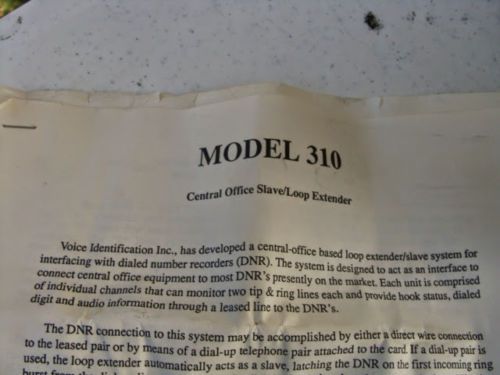 MODEL 310
Central Office Slave/Loop Extender
Voice Identification Inc., has developed a central-office based loop extender/slave system for
interfacing with dialed number recorders (DNR). The system is designed to act as an interface to
connect central office equipment to most DNR's presently on the market. Each unit is comprised
of individual channels that can monitor two tip & ring lines each and provide hook status, dialed
digit and audio information through a leased line to the DNR's.
The DNR connection to this system may be accomplished by either a direct wire connection
to the leased pair or by means of a dial-up telephone pair attached to the card. If a dial-up pair is
used, the loop extender automatically acts as a slave, latching the DNR on the first incoming ring
burst from the